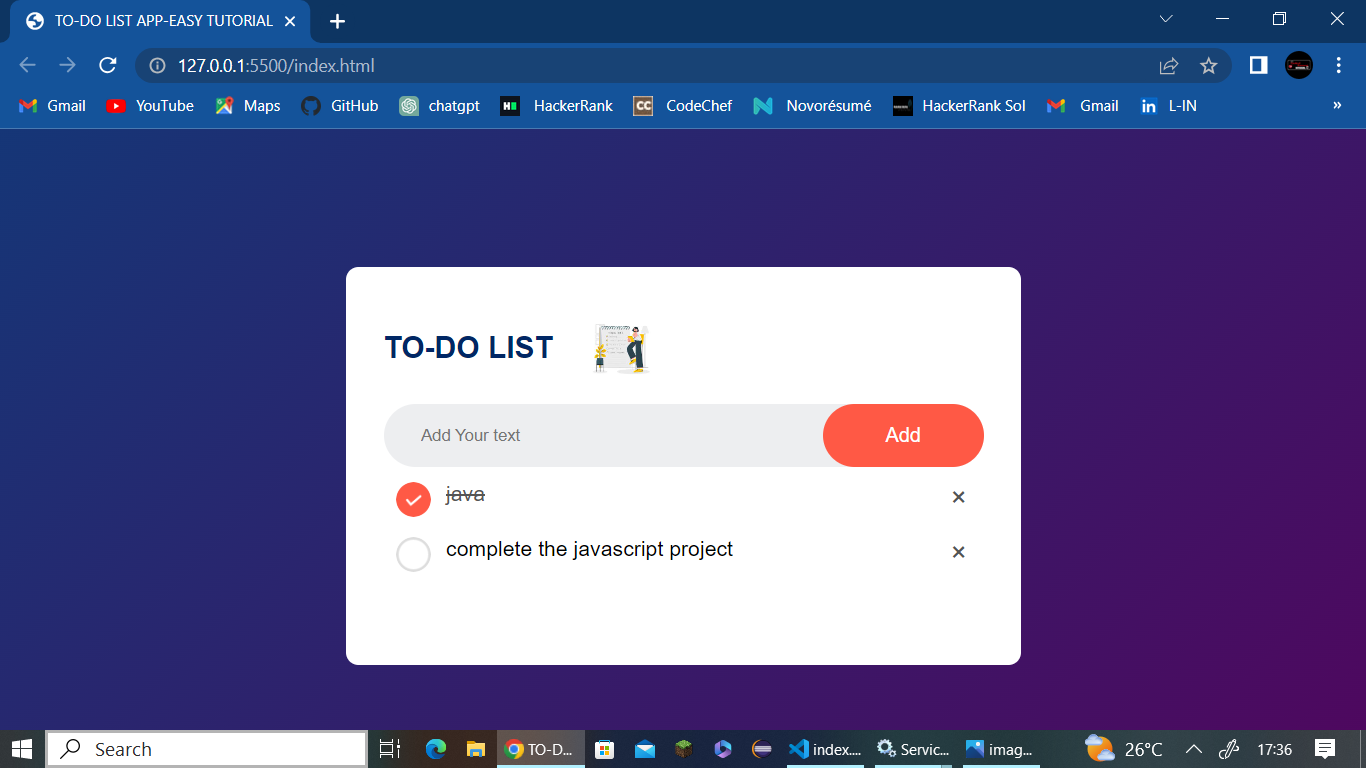 TO-DO LIST APP-EASY TUTORIAL
127.0.0.1:5500/index.html
Gmail YouTube Maps GitHub chatgpt HackerRank CodeChef Novorésumé HackerRank Sol Gmail L-IN »
TO-DO LIST
Add Your text Add
java
complete the javascript project
Search TO-D... index.... Servic... imag... 26°C 17:36